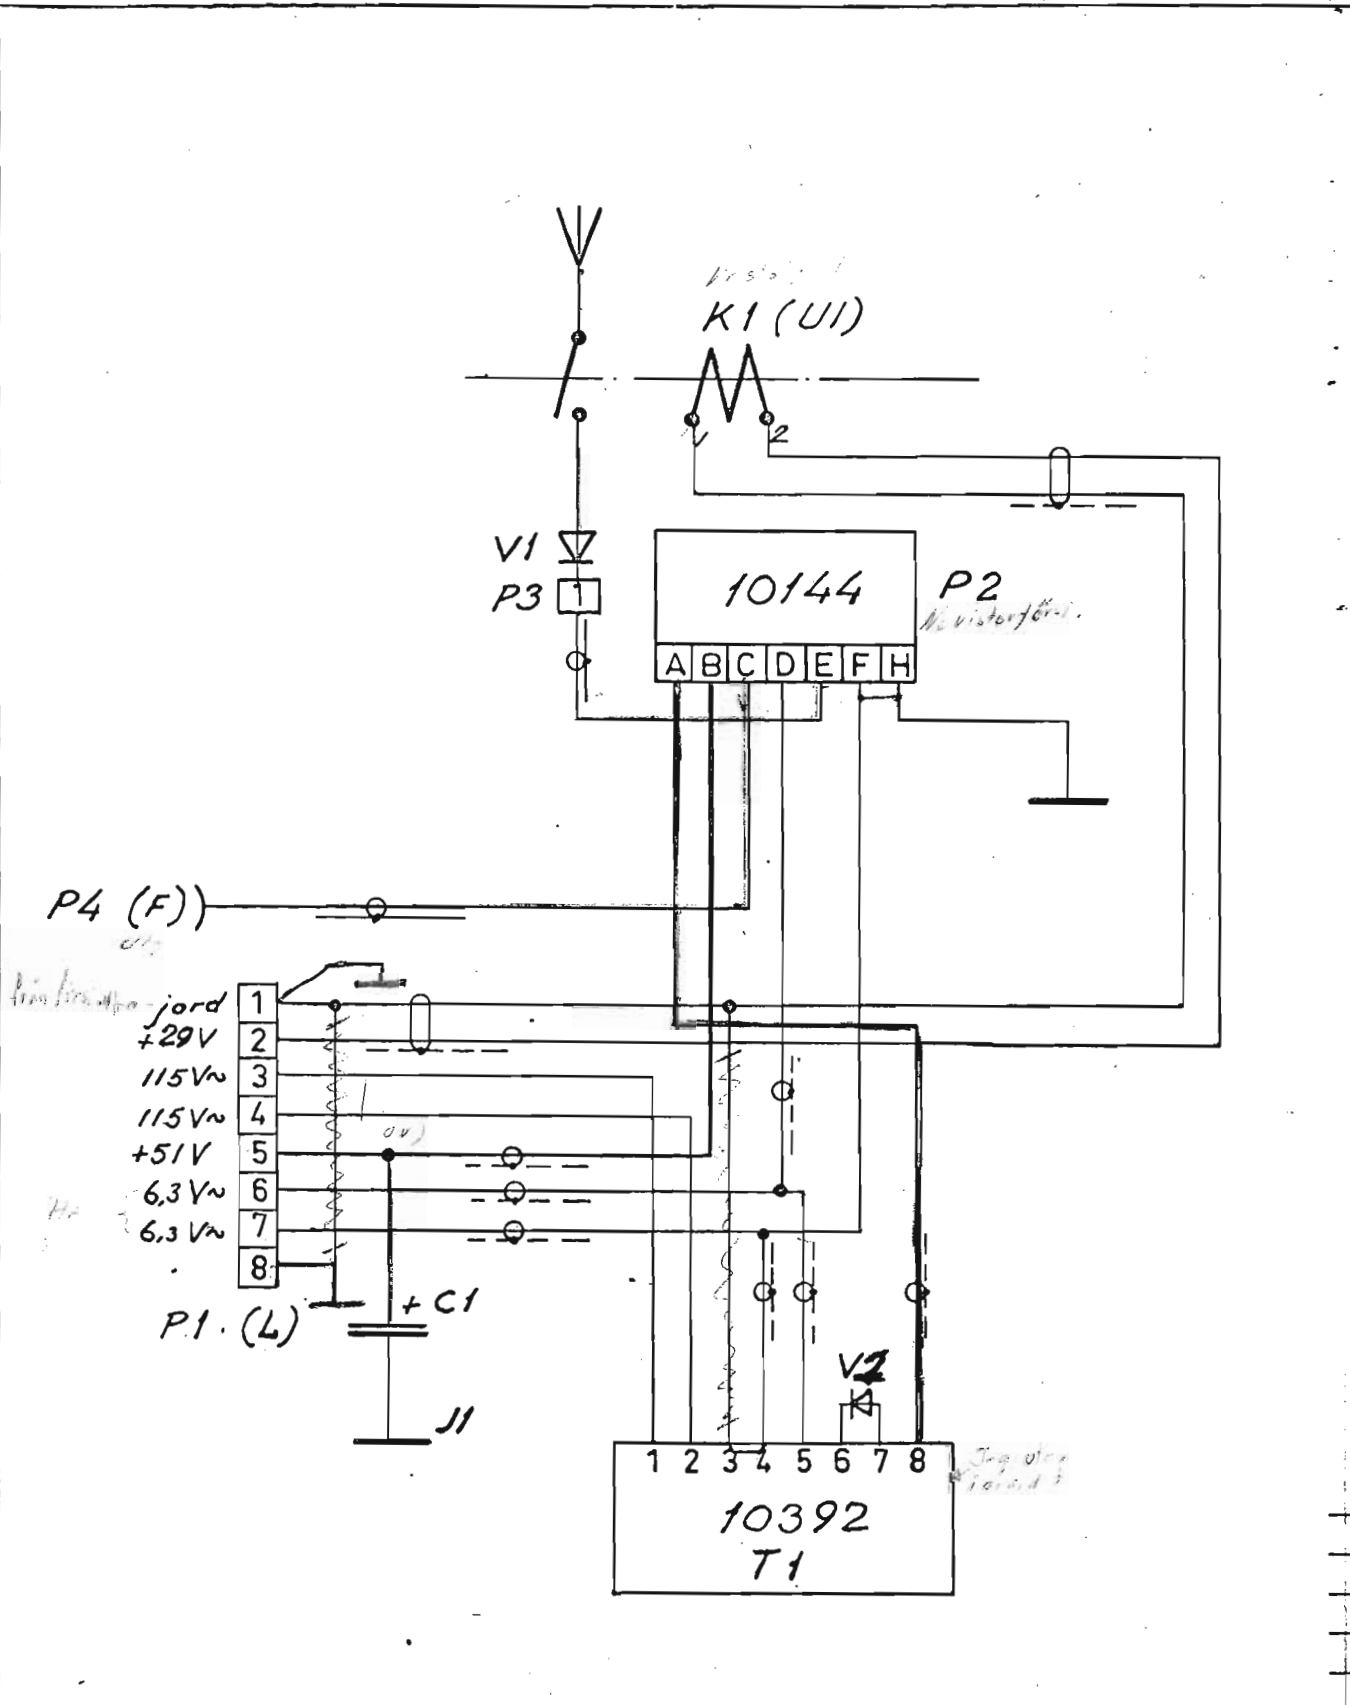 K1 (U1)
1 2
V1
P3 1
10144 P2
A B C D E F H
P4 (F)
jord 1
+29V 2
115V~ 3
115V~ 4
+51V 5
6,3V~ 6
6,3V~ 7
8
P1. (L)
+ C1
J1
V2
1 2 3 4 5 6 7 8
10392
T1